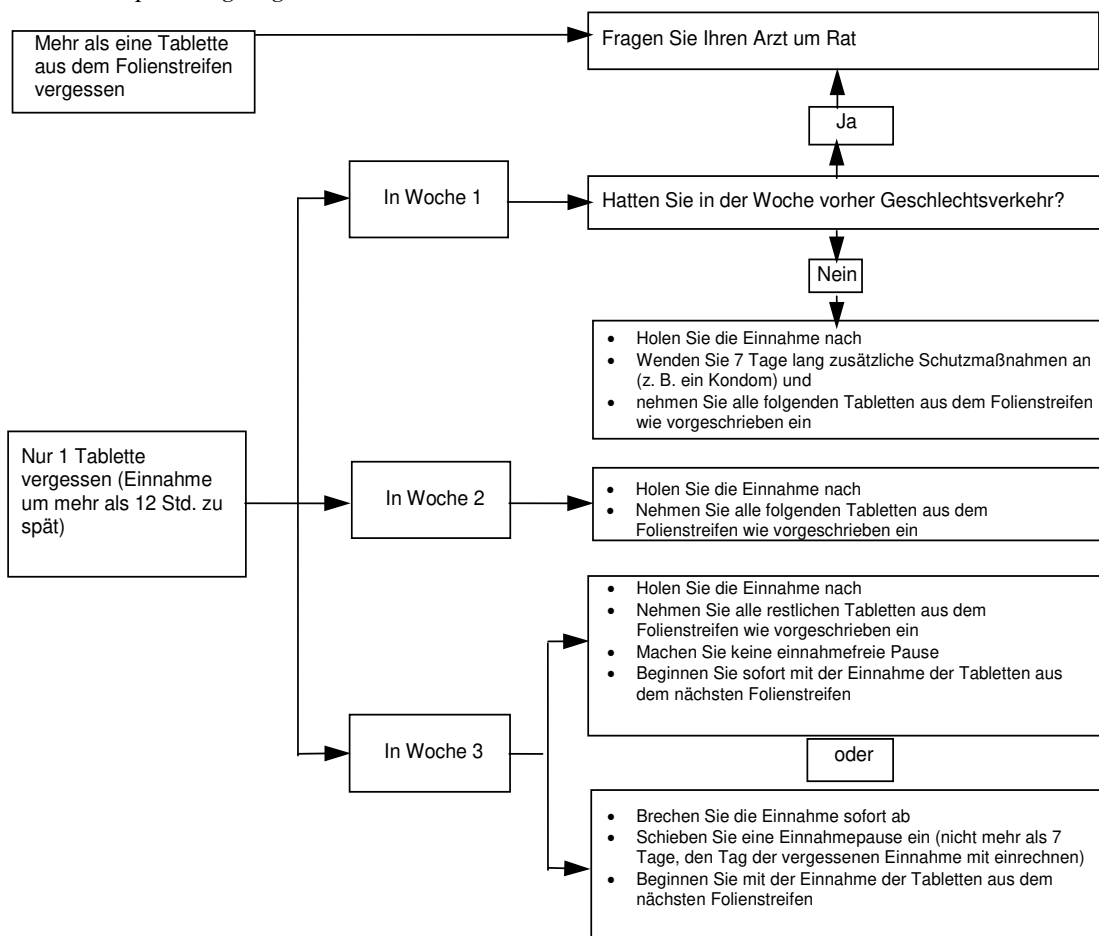 Mehr als eine Tablette
aus dem Folienstreifen
vergessen
Fragen Sie Ihren Arzt um Rat
Ja
In Woche 1
Hatten Sie in der Woche vorher Geschlechtsverkehr?
Nein
• Holen Sie die Einnahme nach
• Wenden Sie 7 Tage lang zusätzliche Schutzmaßnahmen an
(z. B. ein Kondom) und
• nehmen Sie alle folgenden Tabletten aus dem Folienstreifen
wie vorgeschrieben ein
Nur 1 Tablette
vergessen (Einnahme
um mehr als 12 Std. zu
spät)
In Woche 2
• Holen Sie die Einnahme nach
• Nehmen Sie alle folgenden Tabletten aus dem
Folienstreifen wie vorgeschrieben ein
• Holen Sie die Einnahme nach
• Nehmen Sie alle restlichen Tabletten aus dem
Folienstreifen wie vorgeschrieben ein
• Machen Sie keine einnahmefreie Pause
• Beginnen Sie sofort mit der Einnahme der Tabletten aus
dem nächsten Folienstreifen
In Woche 3
oder
• Brechen Sie die Einnahme sofort ab
• Schieben Sie eine Einnahmepause ein (nicht mehr als 7
Tage, den Tag der vergessenen Einnahme mit einrechnen)
• Beginnen Sie mit der Einnahme der Tabletten aus dem
nächsten Folienstreifen